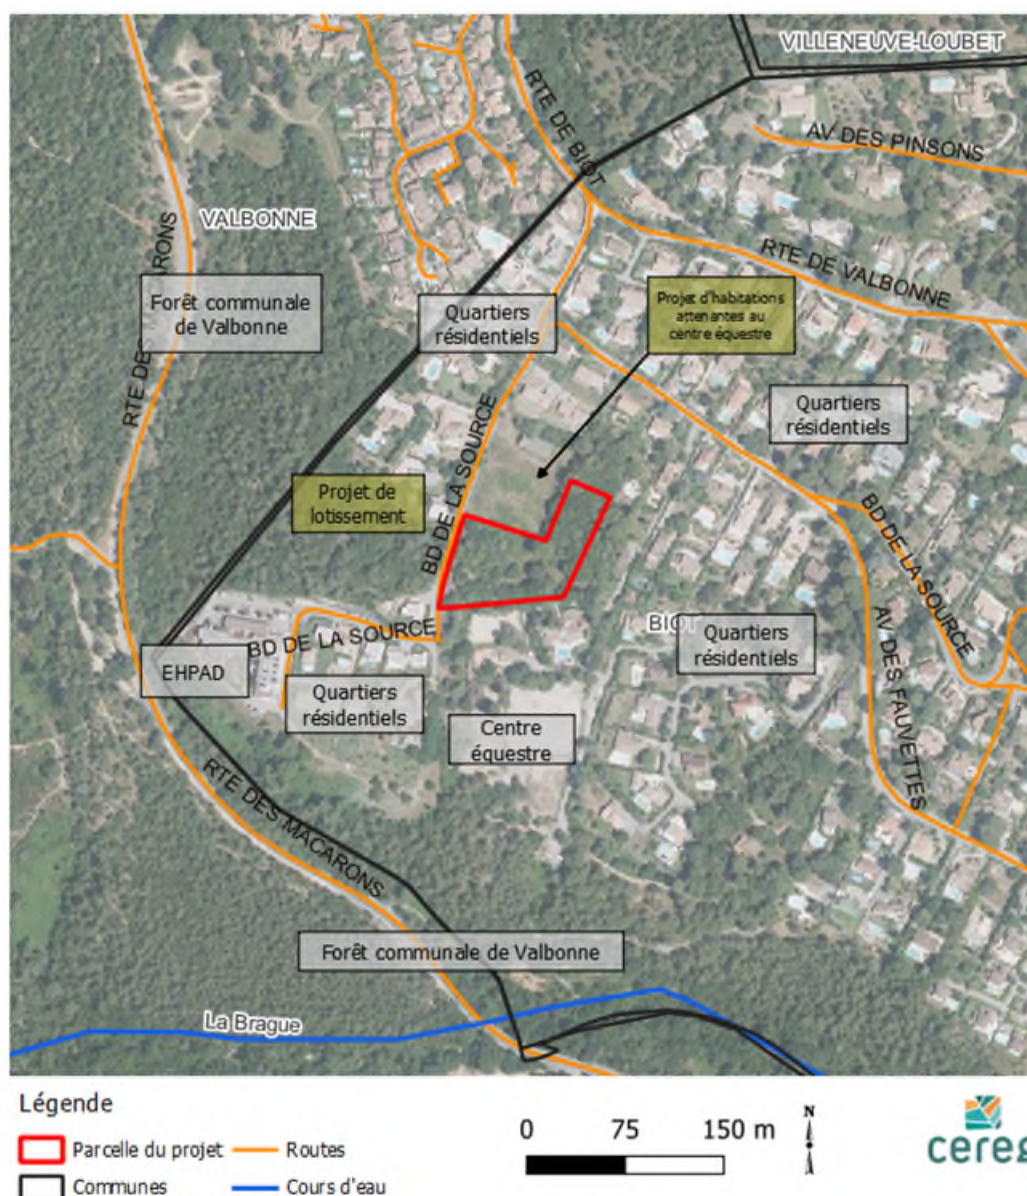 VILLENEUVE-LOUBET
RTE DE BIOT
AV DES PINSONS
VALBONNE
RTE DE VALBONNE
Forêt communale
de Valbonne
Quartiers
résidentiels
Projet d'habitations
attenantes au
centre équestre
Quartiers
résidentiels
BD DE LA SOURCE
Projet de
lotissement
BD DE LA SOURCE
BD DE LA SOURCE
BIOT
Quartiers
résidentiels
AV DES FAUVETTES
EHPAD
Quartiers
résidentiels
Centre
équestre
RTE DES MACARONS
Forêt communale de Valbonne
La Brague
Légende
Parcelle du projet
Routes
Communes
Cours d'eau
0 75 150 m
N